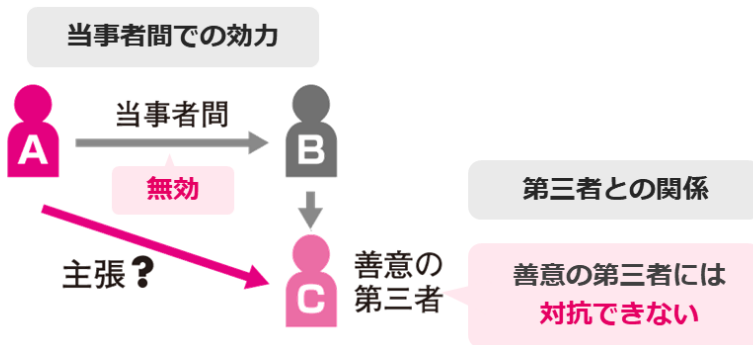 当事者間での効力
当事者間
A
B
無効
第三者との関係
主張?
C
善意の
第三者
善意の第三者には
対抗できない